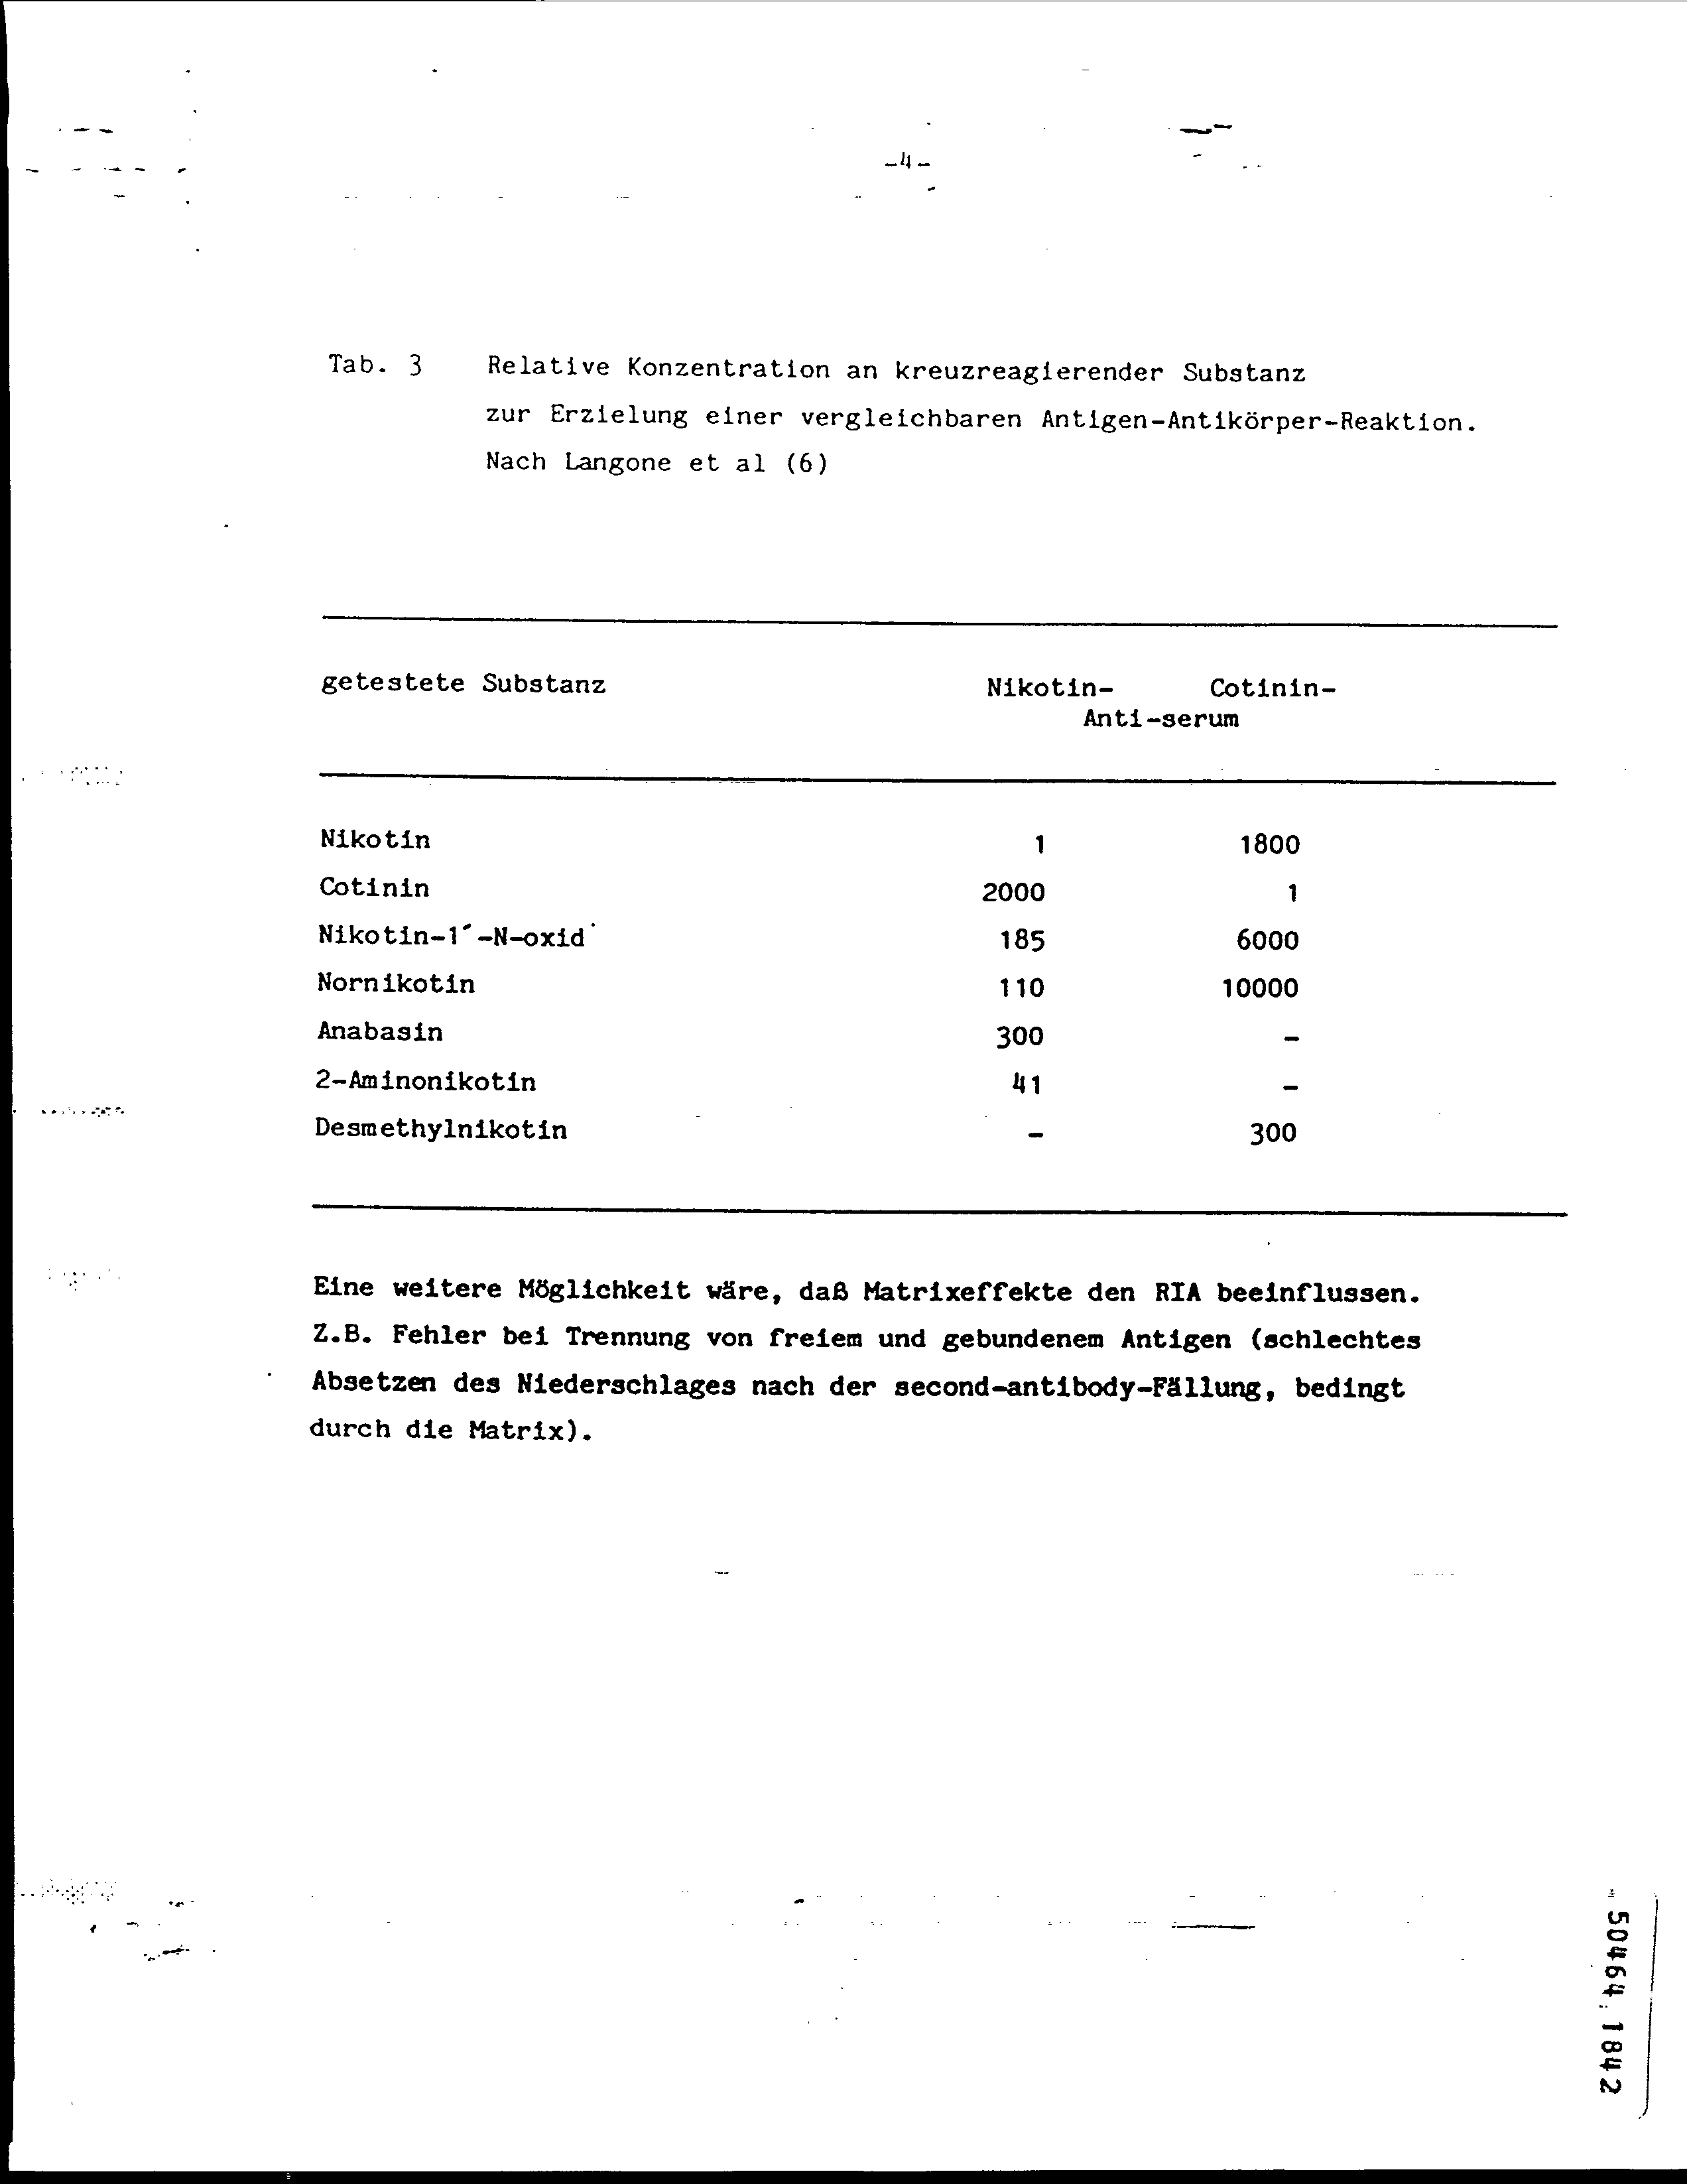 -4-
Tab. 3 Relative Konzentration an kreuzreagierender Substanz
zur Erzielung einer vergleichbaren Antigen-Antikörper-Reaktion.
Nach Langone et al (6)
getestete Substanz Nikotin- Cotinin-
Anti-serum
Nikotin 1 1800
Cotinin 2000 1
Nikotin-1´-N-oxid 185 6000
Nornikotin 110 10000
Anabasin 300 -
2-Aminonikotin 41 -
Desmethylnikotin - 300
Eine weitere Möglichkeit wäre, daß Matrixeffekte den RIA beeinflussen.
Z.B. Fehler bei Trennung von freiem und gebundenem Antigen (schlechtes
Absetzen des Niederschlages nach der second-antibody-Fällung, bedingt
durch die Matrix).
50464 1842